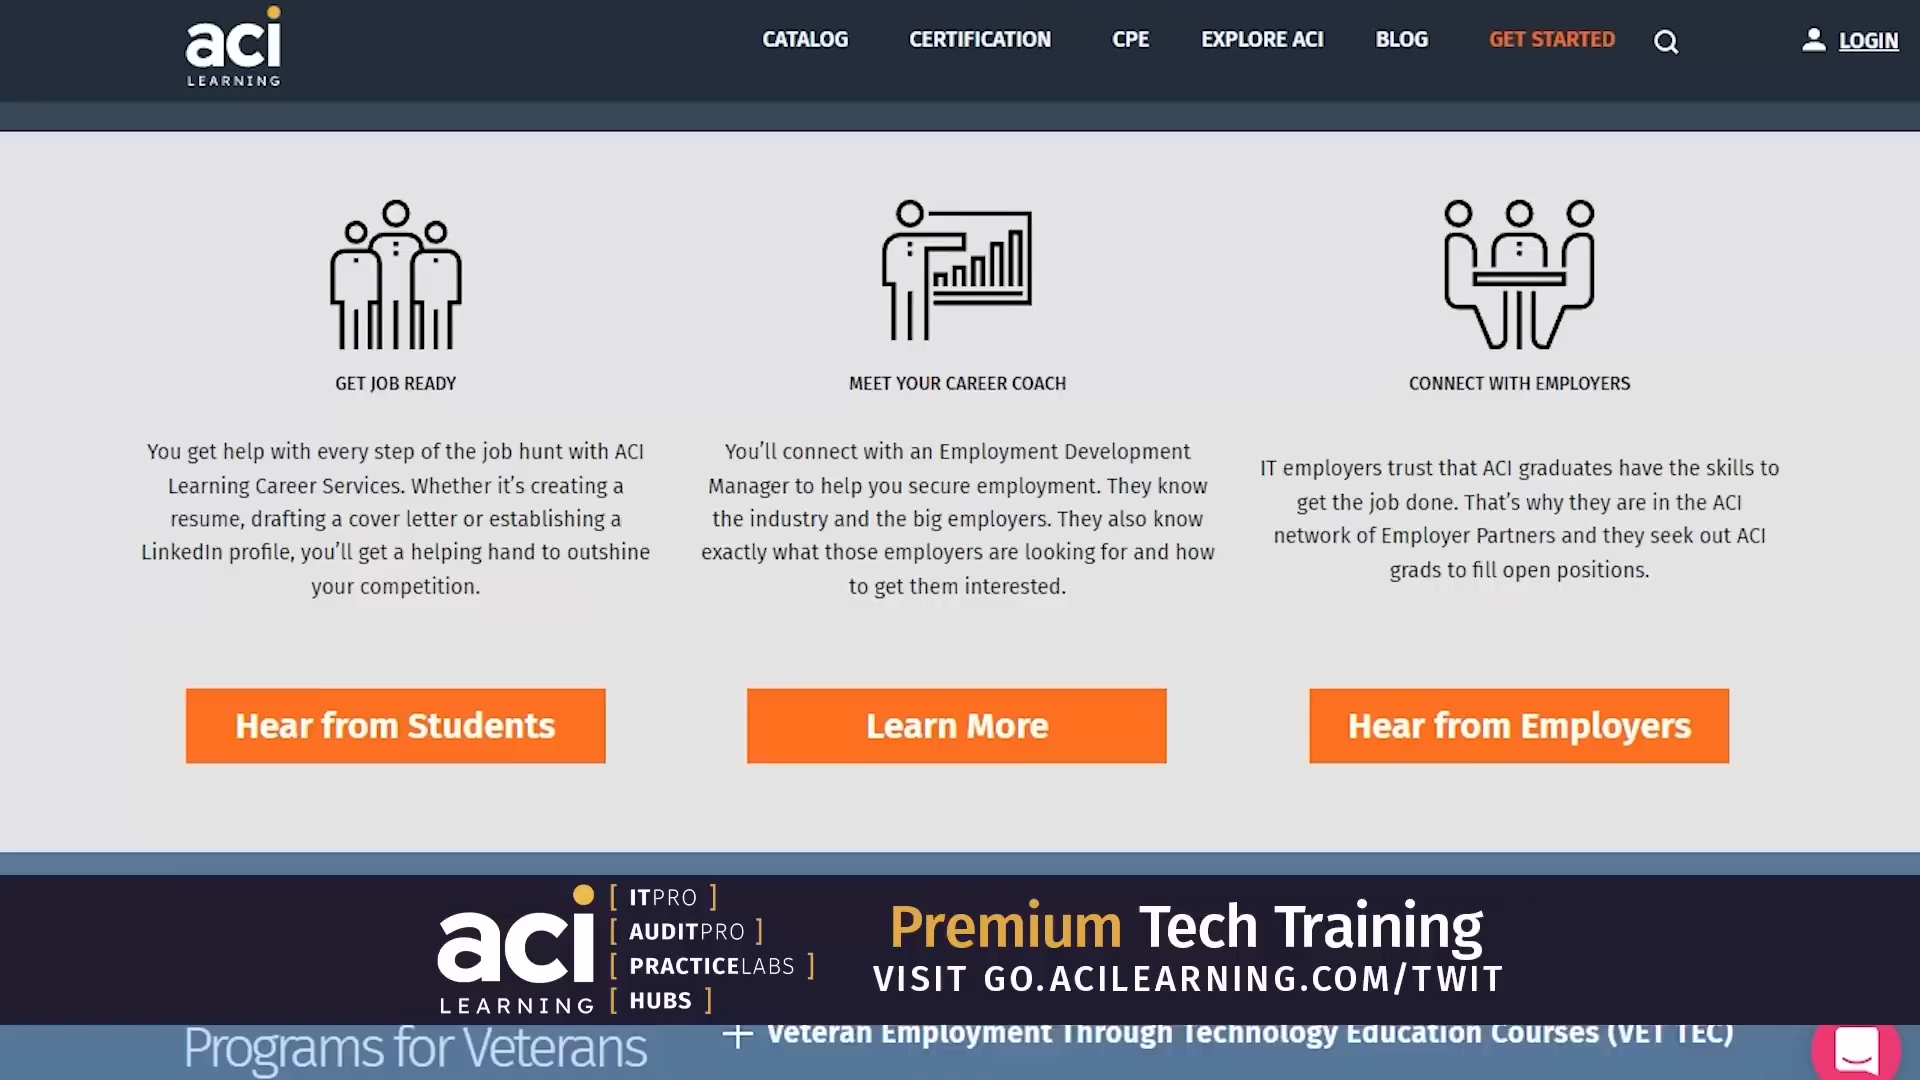 aci
LEARNING
CATALOG
CERTIFICATION
CPE
EXPLORE ACI
BLOG
GET STARTED
LOGIN
GET JOB READY
You get help with every step of the job hunt with ACI
Learning Career Services. Whether it’s creating a
resume, drafting a cover letter or establishing a
LinkedIn profile, you’ll get a helping hand to outshine
your competition.
Hear from Students
MEET YOUR CAREER COACH
You’ll connect with an Employment Development
Manager to help you secure employment. They know
the industry and the big employers. They also know
exactly what those employers are looking for and how
to get them interested.
Learn More
CONNECT WITH EMPLOYERS
IT employers trust that ACI graduates have the skills to
get the job done. That’s why they are in the ACI
network of Employer Partners and they seek out ACI
grads to fill open positions.
Hear from Employers
aci
LEARNING
[ ITPRO ]
[ AUDITPRO ]
[ PRACTICELABS ]
[ HUBS ]
Premium Tech Training
VISIT GO.ACILEARNING.COM/TWIT
Programs for Veterans
Veteran Employment Through Technology Education Courses (VET TEC)